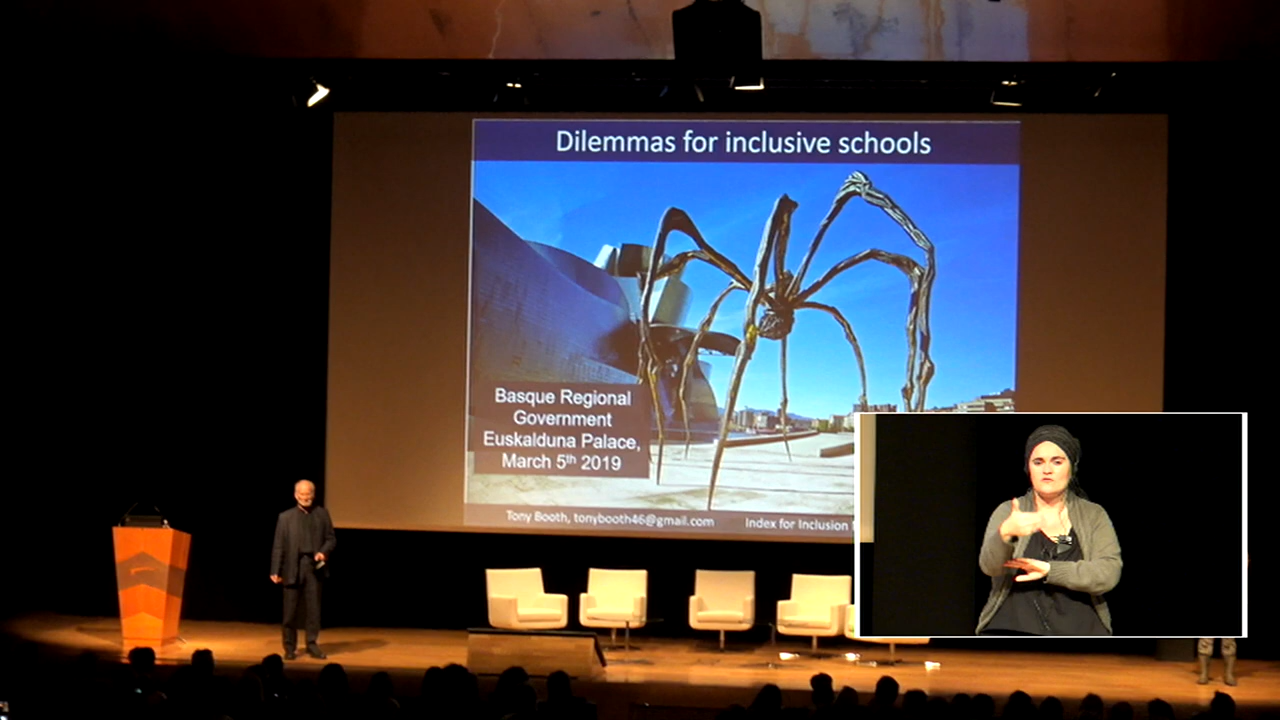 Dilemmas for inclusive schools
Basque Regional
Government
Euskalduna Palace,
March 5th 2019
Tony Booth, tonybooth46@gmail.com
Index for Inclusion